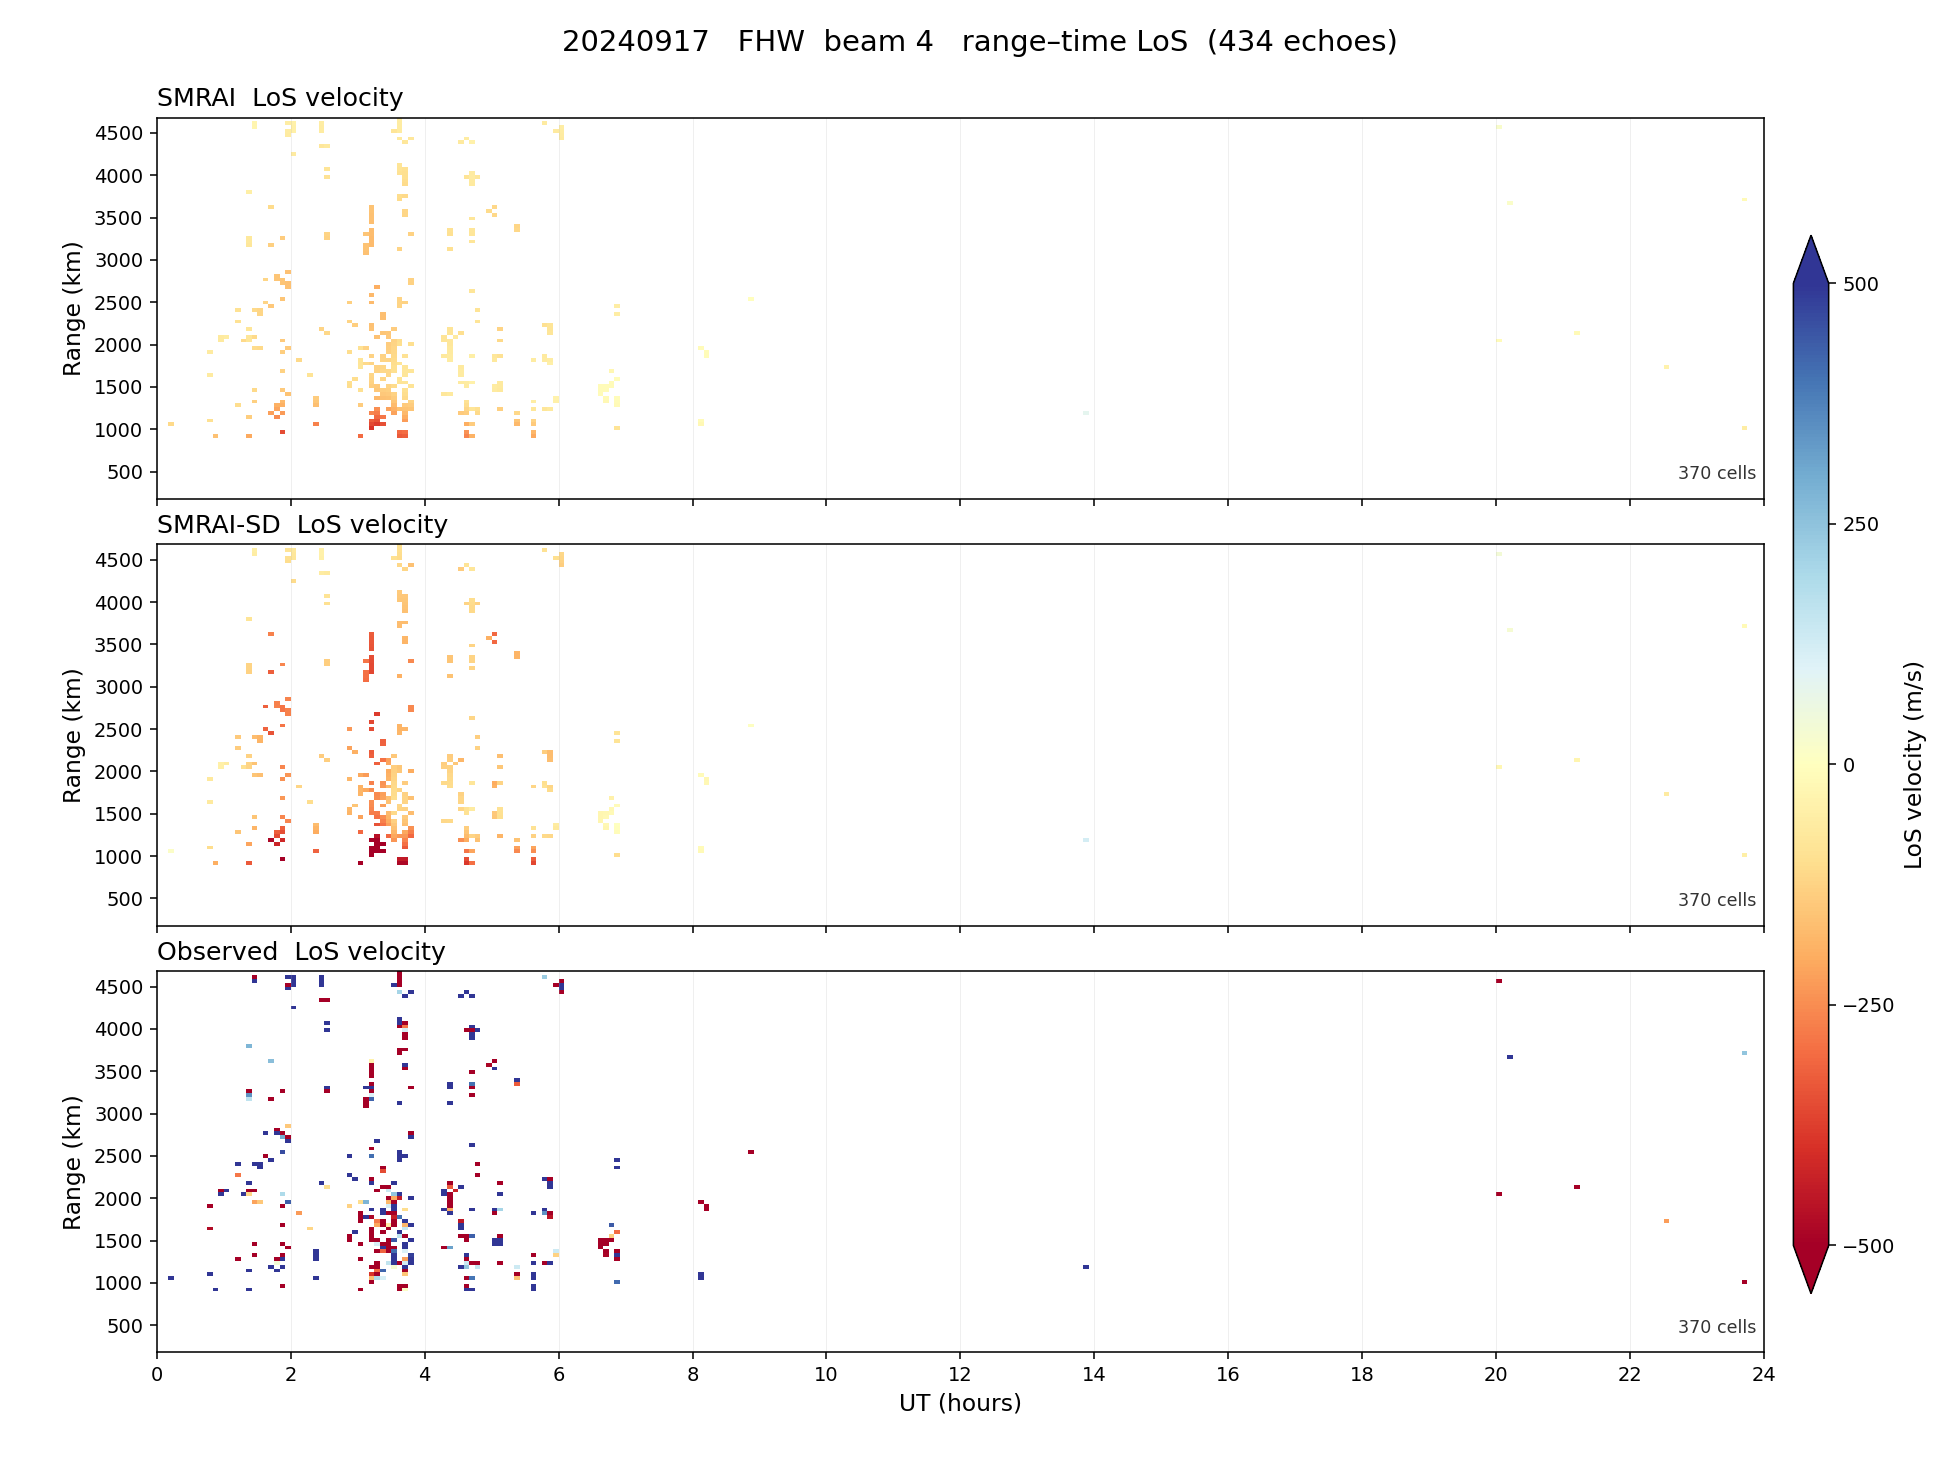 20240917   FHW  beam 4   range–time LoS  (434 echoes)
SMRAI  LoS velocity
4500
4000
3500
3000
2500
2000
1500
1000
500
Range (km)
370 cells
SMRAI-SD  LoS velocity
4500
4000
3500
3000
2500
2000
1500
1000
500
Range (km)
370 cells
Observed  LoS velocity
4500
4000
3500
3000
2500
2000
1500
1000
500
Range (km)
370 cells
0 2 4 6 8 10 12 14 16 18 20 22 24
UT (hours)
500
250
0
−250
−500
LoS velocity (m/s)